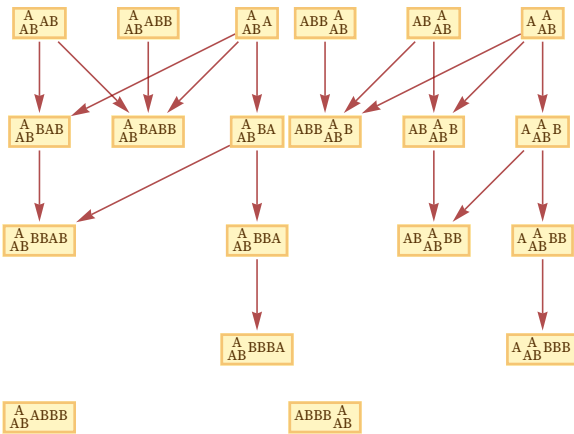 A/AB AB
A/AB ABB
A/AB A
ABB A/AB
AB A/AB
A A/AB
A/AB BAB
A/AB BABB
A/AB BA
ABB A/AB B
AB A/AB B
A A/AB B
A/AB BBAB
A/AB BBA
AB A/AB BB
A A/AB BB
A/AB BBBA
A A/AB BBB
A/AB ABBB
ABBB A/AB